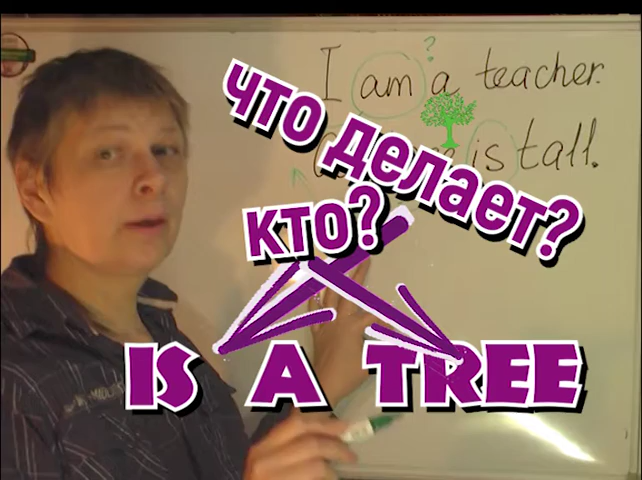 I am a teacher.
?
is tall.
что делает?
кто?
IS A TREE